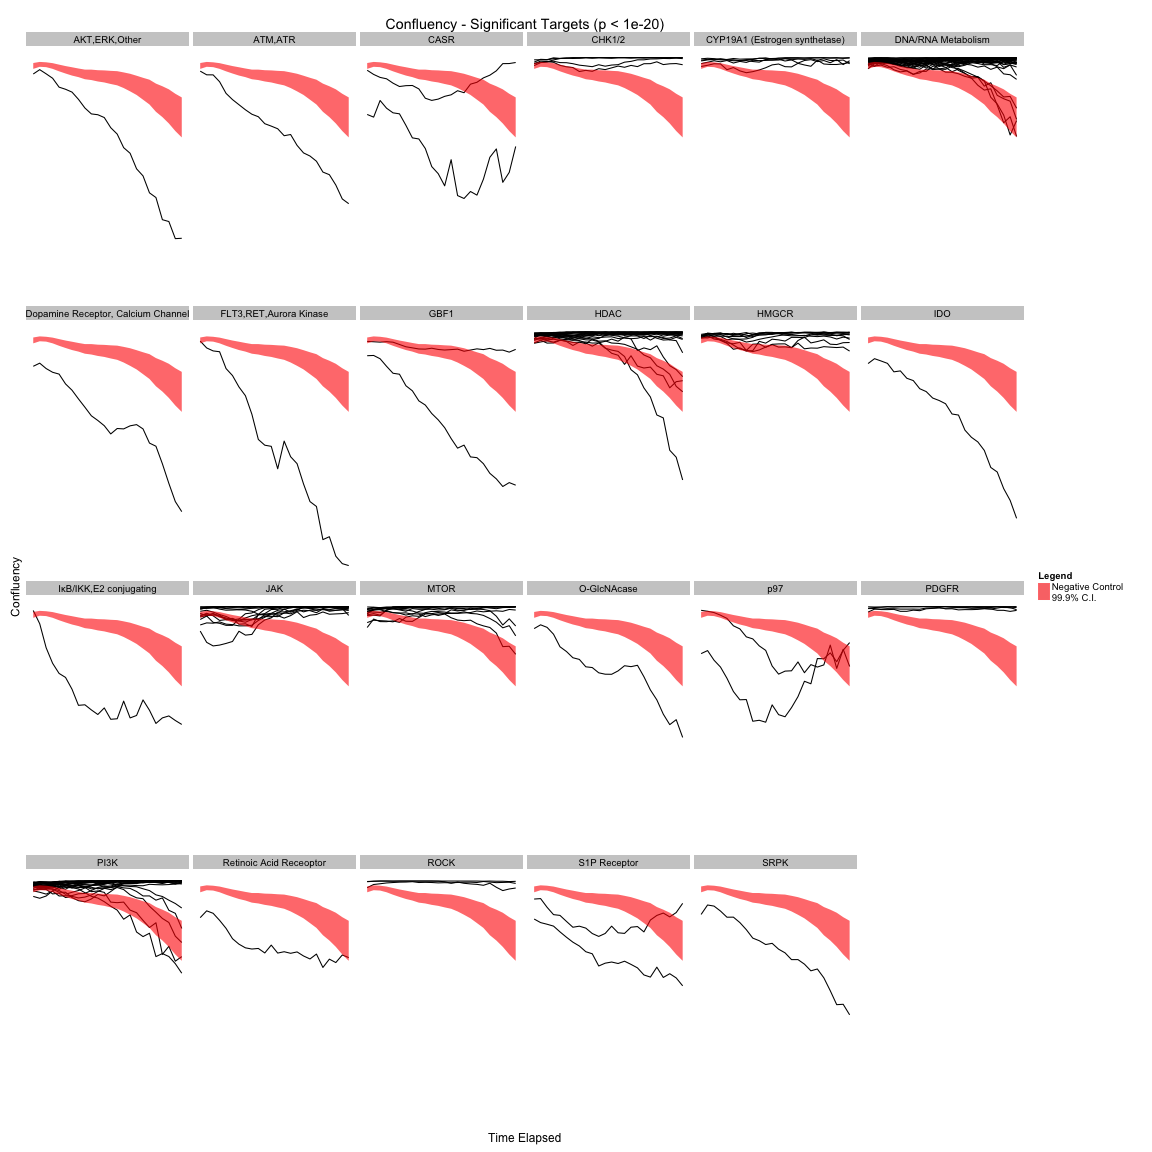 Confluency - Significant Targets (p < 1e-20)
AKT,ERK,Other
ATM,ATR
CASR
CHK1/2
CYP19A1 (Estrogen synthetase)
DNA/RNA Metabolism
Dopamine Receptor, Calcium Channel
FLT3,RET,Aurora Kinase
GBF1
HDAC
HMGCR
IDO
Confluency
IκB/IKK,E2 conjugating
JAK
MTOR
O-GlcNAcase
p97
PDGFR
Legend
Negative Control
99.9% C.I.
PI3K
Retinoic Acid Receoptor
ROCK
S1P Receptor
SRPK
Time Elapsed